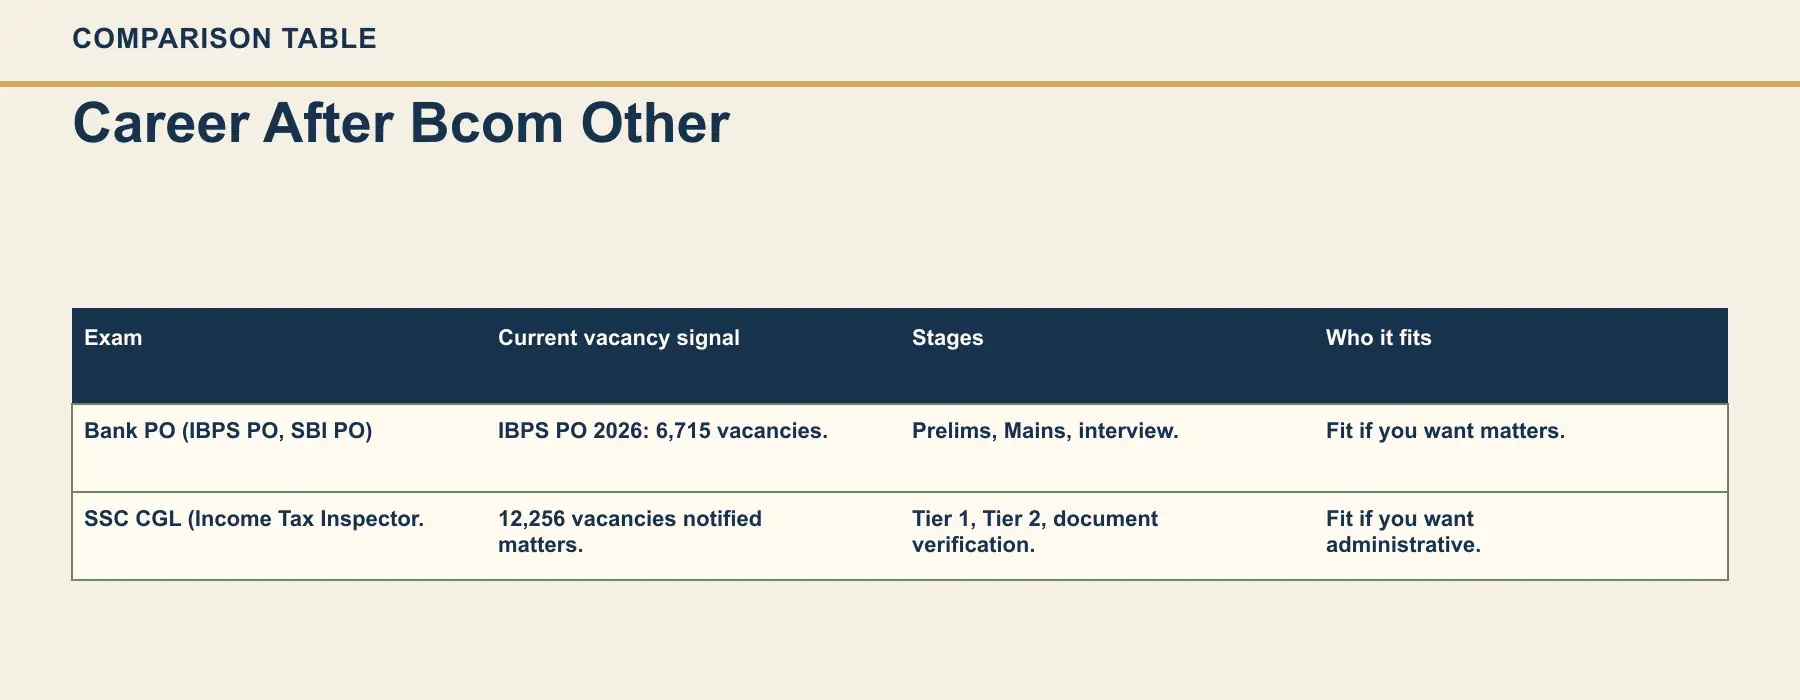 COMPARISON TABLE
Career After Bcom Other
Exam Current vacancy signal Stages Who it fits
Bank PO (IBPS PO, SBI PO) IBPS PO 2026: 6,715 vacancies. Prelims, Mains, interview. Fit if you want matters.
SSC CGL (Income Tax Inspector. 12,256 vacancies notified Tier 1, Tier 2, document Fit if you want
matters. verification. administrative.